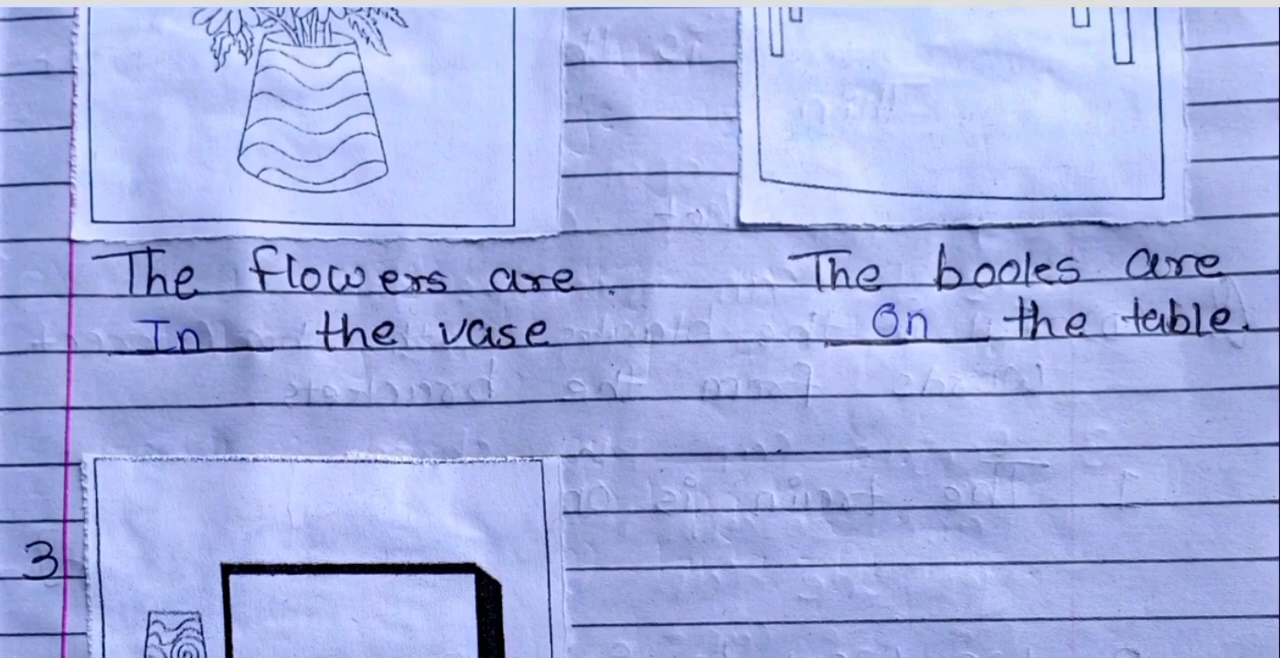 The flowers are
In the vase
The books are
On the table.
3